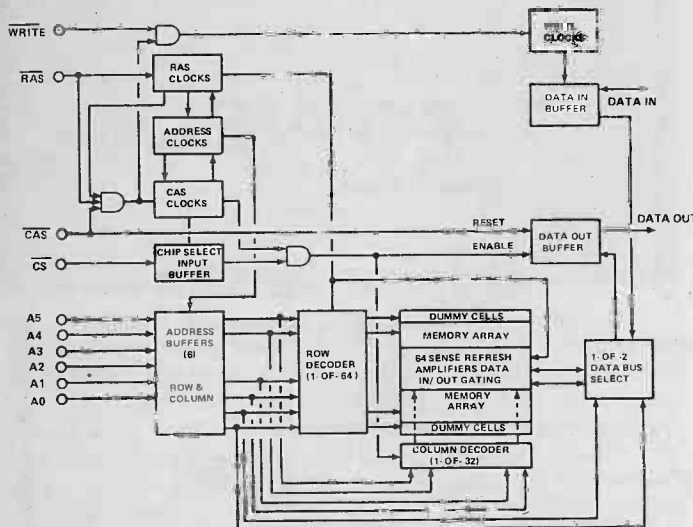 WRITE
CLOCKS
WRITE
RAS
CLOCKS
RAS
DATA IN
BUFFER
DATA IN
ADDRESS
CLOCKS
CAS
CLOCKS
CAS
RESET
DATA OUT
DATA OUT
BUFFER
ENABLE
CS
CHIP SELECT
INPUT
BUFFER
A5
A4
A3
A2
A1
A0
ADDRESS
BUFFERS
(6)
ROW &
COLUMN
ROW
DECODER
(1-OF-64)
DUMMY CELLS
MEMORY ARRAY
64 SENSE REFRESH
AMPLIFIERS DATA
IN/OUT GATING
MEMORY
ARRAY
DUMMY CELLS
1-OF-2
DATA BUS
SELECT
COLUMN DECODER
(1-OF-32)